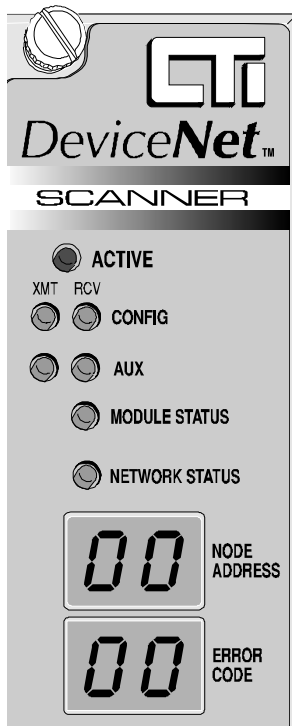 CTI
DeviceNet™
SCANNER
ACTIVE
XMT RCV
CONFIG
AUX
MODULE STATUS
NETWORK STATUS
00 NODE ADDRESS
00 ERROR CODE